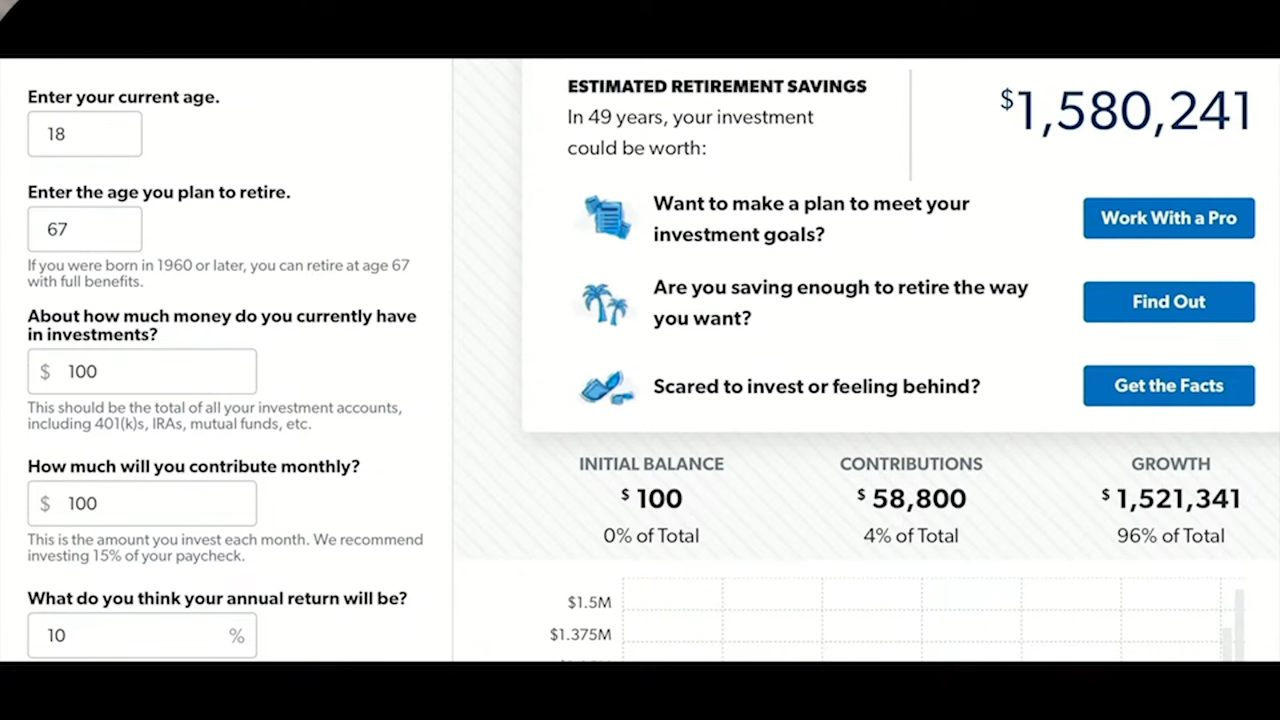 Enter your current age.
18
Enter the age you plan to retire.
67
If you were born in 1960 or later, you can retire at age 67
with full benefits.
About how much money do you currently have
in investments?
$ 100
This should be the total of all your investment accounts,
including 401(k)s, IRAs, mutual funds, etc.
How much will you contribute monthly?
$ 100
This is the amount you invest each month. We recommend
investing 15% of your paycheck.
What do you think your annual return will be?
10 %
ESTIMATED RETIREMENT SAVINGS
In 49 years, your investment
could be worth:
$1,580,241
Want to make a plan to meet your
investment goals?
Work With a Pro
Are you saving enough to retire the way
you want?
Find Out
Scared to invest or feeling behind?
Get the Facts
INITIAL BALANCE
$ 100
0% of Total
CONTRIBUTIONS
$ 58,800
4% of Total
GROWTH
$ 1,521,341
96% of Total
$1.5M
$1.375M